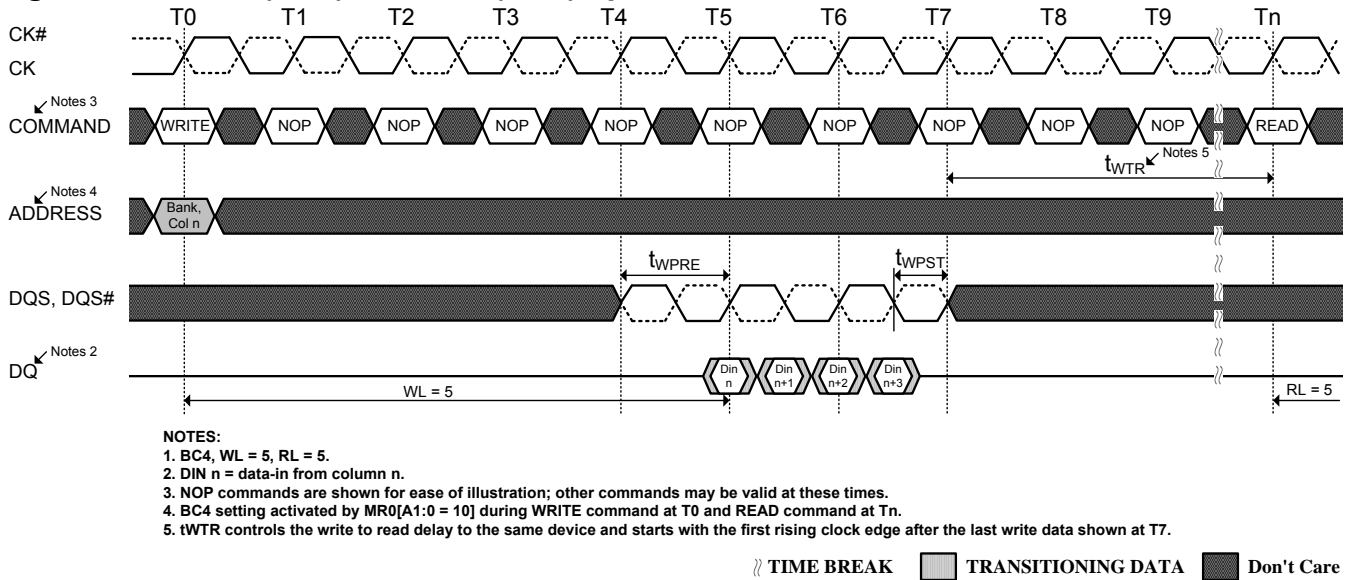 T0 T1 T2 T3 T4 T5 T6 T7 T8 T9 Tn
CK#
CK
Notes 3
COMMAND WRITE NOP NOP NOP NOP NOP NOP NOP NOP NOP READ
tWTR Notes 5
Notes 4
ADDRESS
Bank,
Col n
tWPRE tWPST
DQS, DQS#
Notes 2
DQ
Din
n
Din
n+1
Din
n+2
Din
n+3
WL = 5 RL = 5
NOTES:
1. BC4, WL = 5, RL = 5.
2. DIN n = data-in from column n.
3. NOP commands are shown for ease of illustration; other commands may be valid at these times.
4. BC4 setting activated by MR0[A1:0 = 10] during WRITE command at T0 and READ command at Tn.
5. tWTR controls the write to read delay to the same device and starts with the first rising clock edge after the last write data shown at T7.
TIME BREAK TRANSITIONING DATA Don't Care